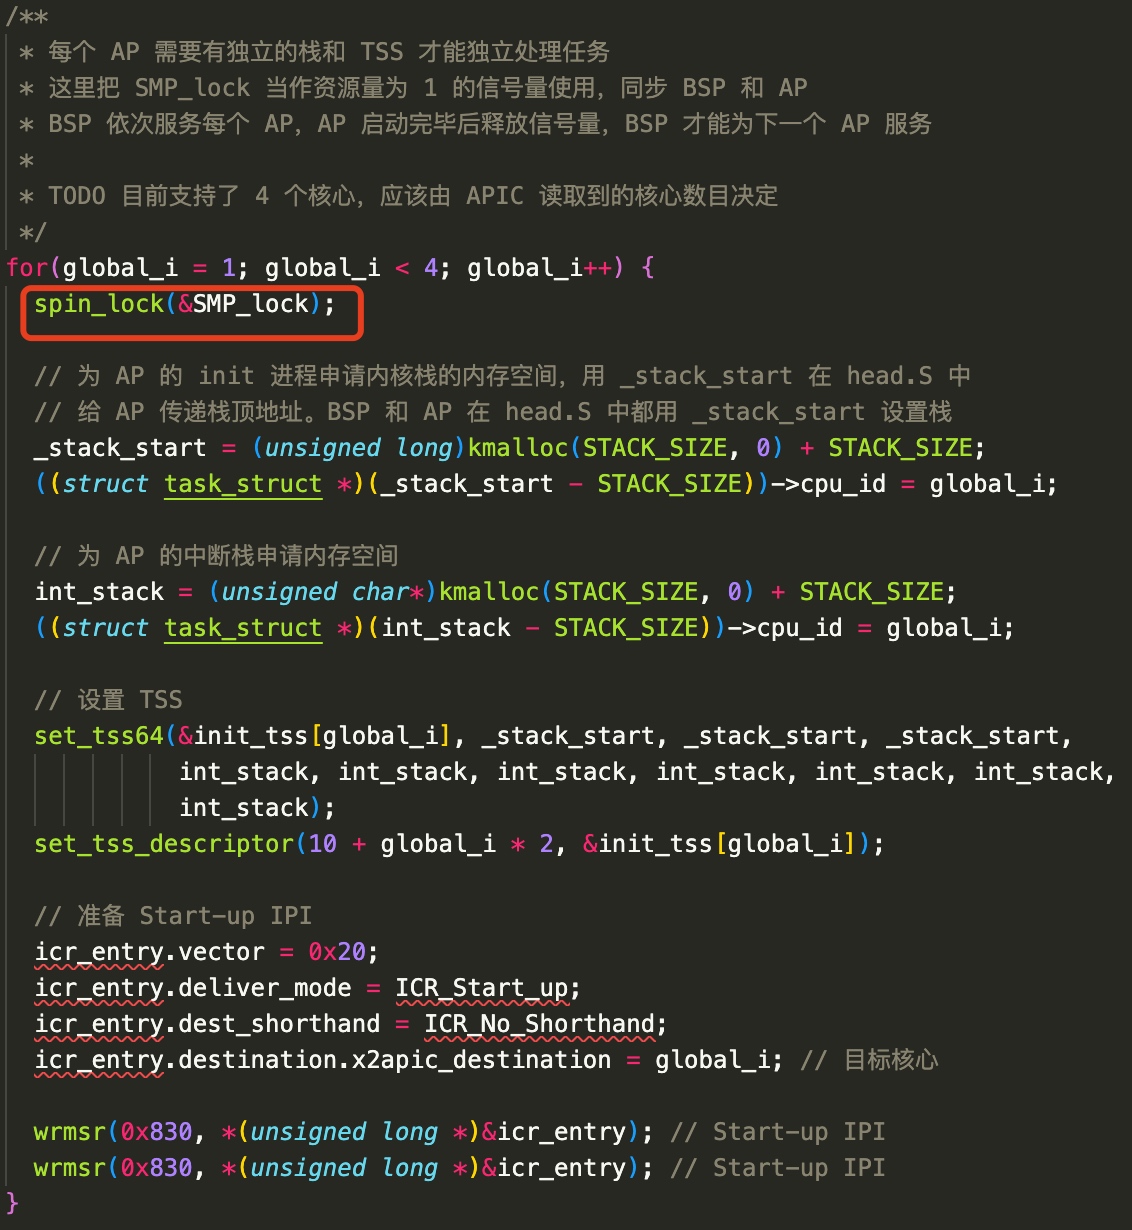 /**
 * 每个 AP 需要有独立的栈和 TSS 才能独立处理任务
 * 这里把 SMP_lock 当作资源量为 1 的信号量使用，同步 BSP 和 AP
 * BSP 依次服务每个 AP，AP 启动完毕后释放信号量，BSP 才能为下一个 AP 服务
 *
 * TODO 目前支持了 4 个核心，应该由 APIC 读取到的核心数目决定
 */
for(global_i = 1; global_i < 4; global_i++) {
  spin_lock(&SMP_lock);
  // 为 AP 的 init 进程申请内核栈的内存空间，用 _stack_start 在 head.S 中
  // 给 AP 传递栈顶地址。BSP 和 AP 在 head.S 中都用 _stack_start 设置栈
  _stack_start = (unsigned long)kmalloc(STACK_SIZE, 0) + STACK_SIZE;
  ((struct task_struct *)(_stack_start - STACK_SIZE))->cpu_id = global_i;
  // 为 AP 的中断栈申请内存空间
  int_stack = (unsigned char*)kmalloc(STACK_SIZE, 0) + STACK_SIZE;
  ((struct task_struct *)(int_stack - STACK_SIZE))->cpu_id = global_i;
  // 设置 TSS
  set_tss64(&init_tss[global_i], _stack_start, _stack_start, _stack_start,
            int_stack, int_stack, int_stack, int_stack, int_stack, int_stack,
            int_stack);
  set_tss_descriptor(10 + global_i * 2, &init_tss[global_i]);
  // 准备 Start-up IPI
  icr_entry.vector = 0x20;
  icr_entry.deliver_mode = ICR_Start_up;
  icr_entry.dest_shorthand = ICR_No_Shorthand;
  icr_entry.destination.x2apic_destination = global_i; // 目标核心
  wrmsr(0x830, *(unsigned long *)&icr_entry); // Start-up IPI
  wrmsr(0x830, *(unsigned long *)&icr_entry); // Start-up IPI
}